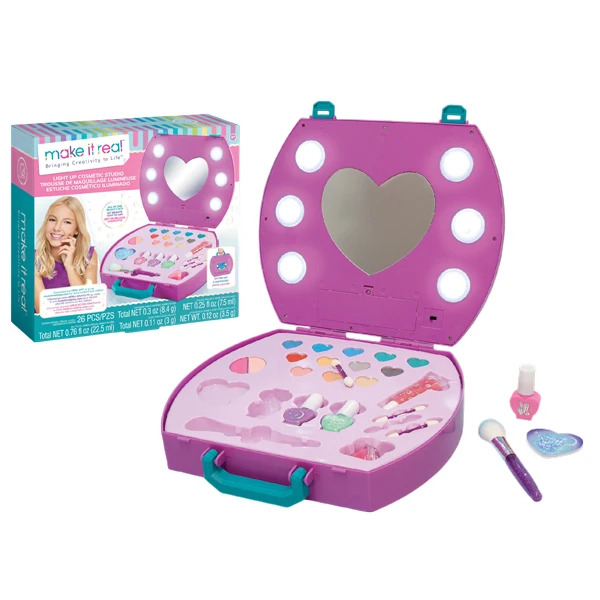 make it real
Bringing Creativity to Life™
LIGHT UP COSMETIC STUDIO
TROUSSE DE MAQUILLAGE LUMINEUSE
ESTUCHE COSMÉTICO ILUMINADO
make it real
26 PCS/PZS
Total NET 0.3 oz (8.4 g)
NET 0.25 fl oz (7.5 ml)
Total NET 0.76 fl oz (22.5 ml)
Total NET 0.11 oz (3 g)
NET WT. 0.12 oz (3.5 g)